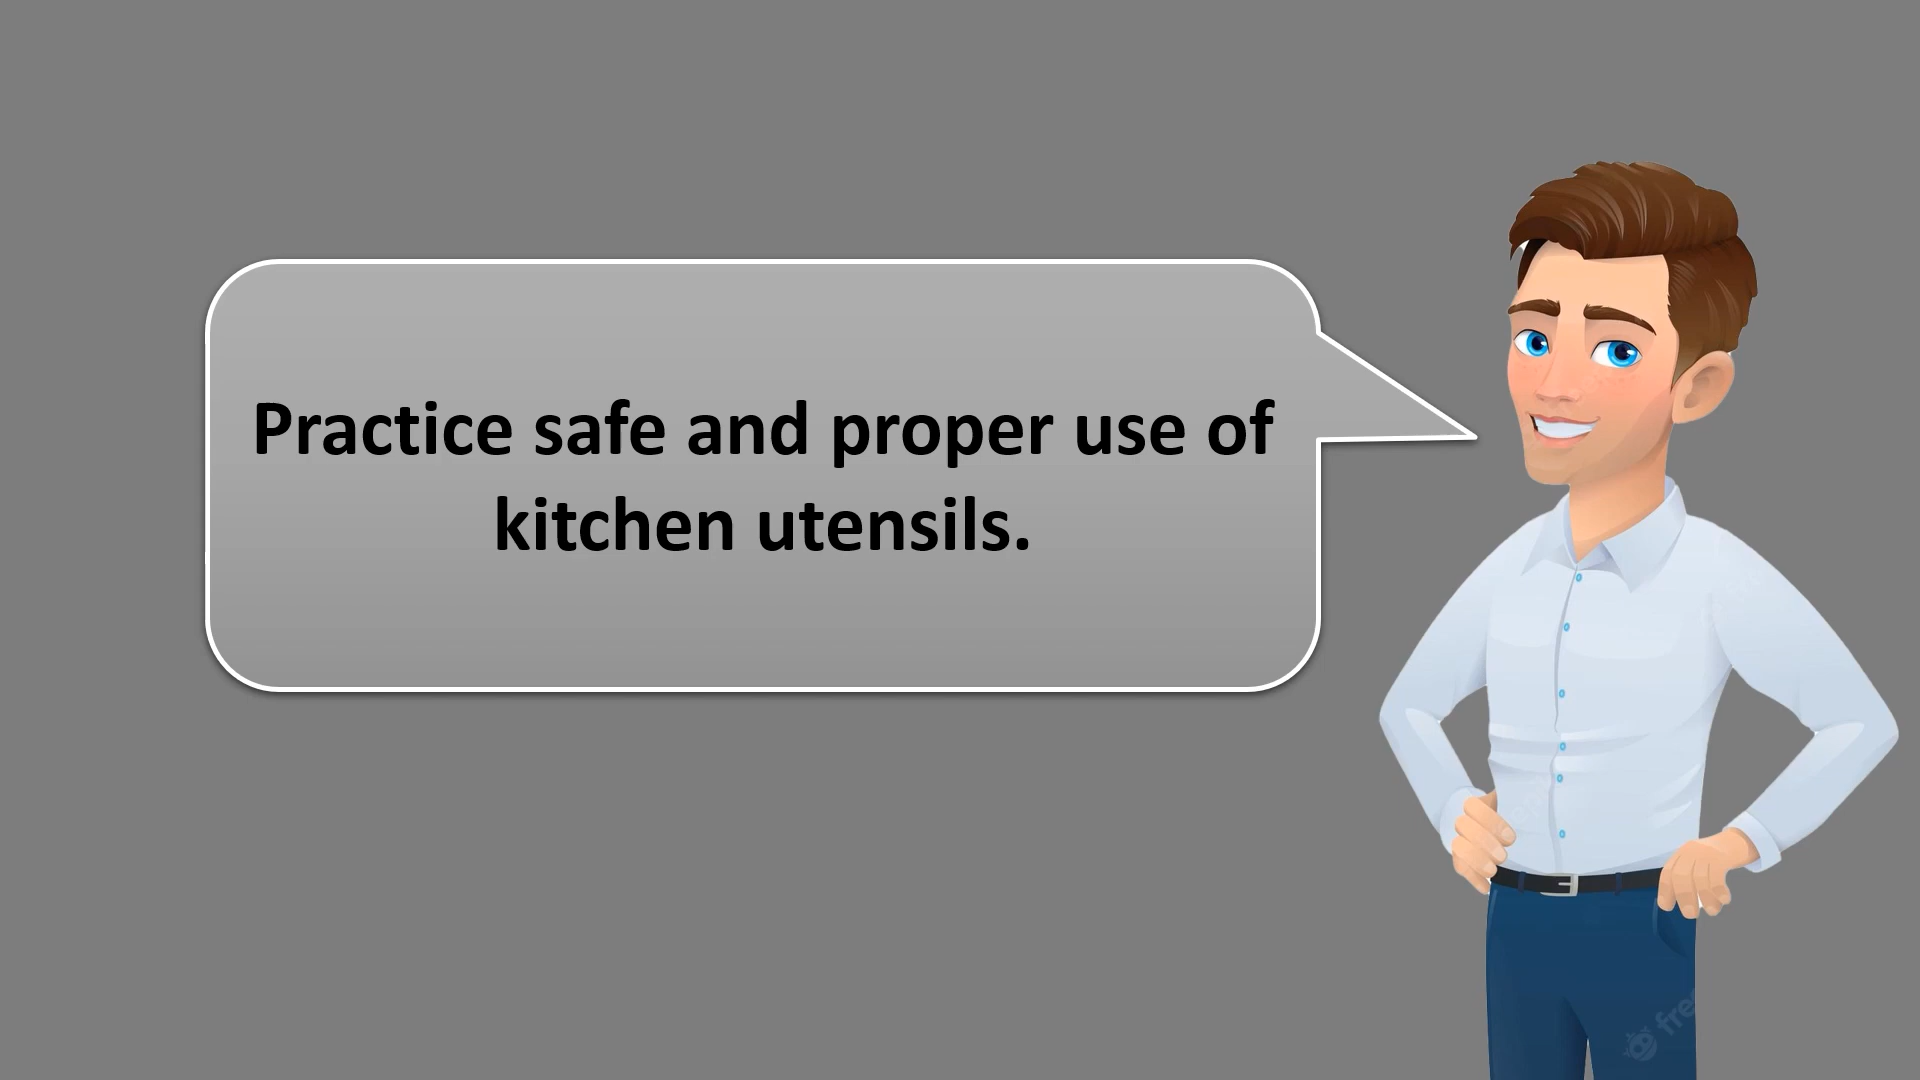 Practice safe and proper use of
kitchen utensils.